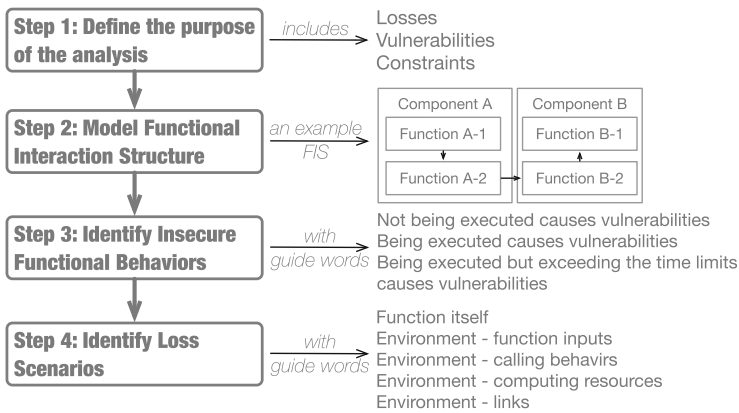 Step 1: Define the purpose
of the analysis
includes
Losses
Vulnerabilities
Constraints
Step 2: Model Functional
Interaction Structure
an example
FIS
Component A
Function A-1
Function A-2
Component B
Function B-1
Function B-2
Step 3: Identify Insecure
Functional Behaviors
with
guide words
Not being executed causes vulnerabilities
Being executed causes vulnerabilities
Being executed but exceeding the time limits
causes vulnerabilities
Step 4: Identify Loss
Scenarios
with
guide words
Function itself
Environment - function inputs
Environment - calling behavirs
Environment - computing resources
Environment - links